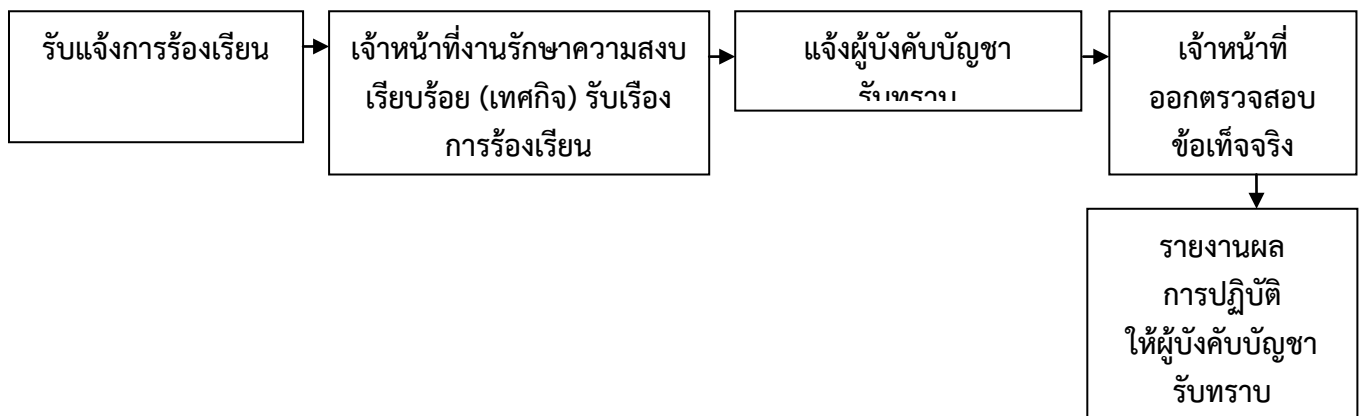 รับแจ้งการร้องเรียน
เจ้าหน้าที่งานรักษาความสงบ
เรียบร้อย (เทศกิจ) รับเรื่อง
การร้องเรียน
แจ้งผู้บังคับบัญชา
รับทราบ
เจ้าหน้าที่
ออกตรวจสอบ
ข้อเท็จจริง
รายงานผล
การปฏิบัติ
ให้ผู้บังคับบัญชา
รับทราบ